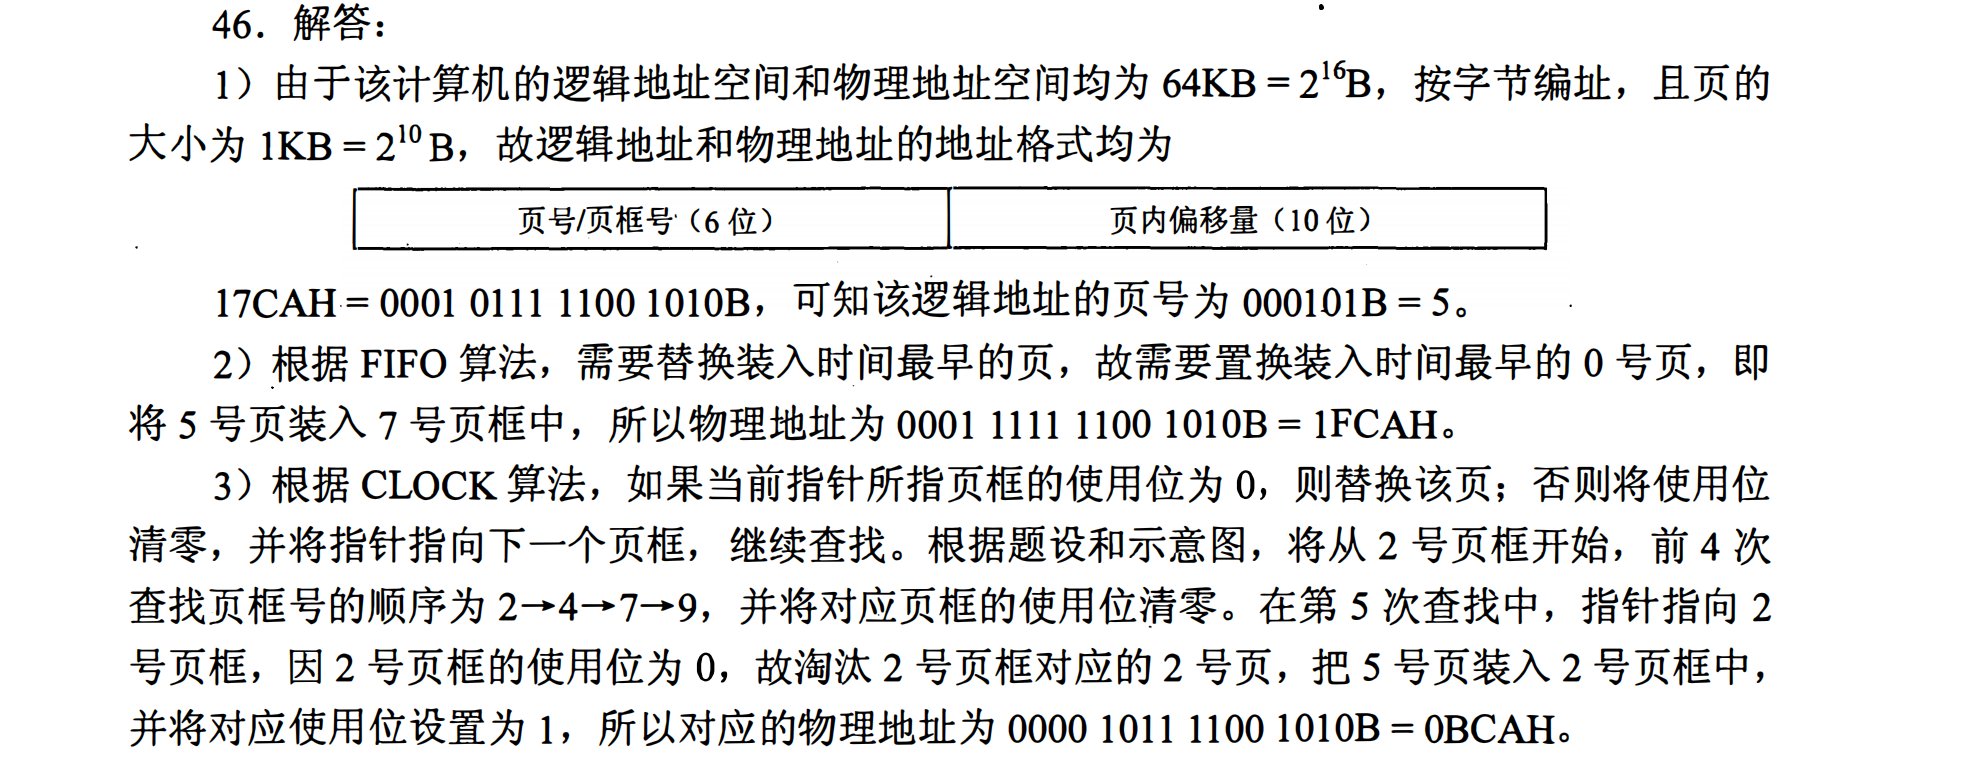 46．解答：
1）由于该计算机的逻辑地址空间和物理地址空间均为 64KB = 2¹⁶B，按字节编址，且页的
大小为 1KB = 2¹⁰ B，故逻辑地址和物理地址的地址格式均为
页号/页框号（6 位） 页内偏移量（10 位）
17CAH = 0001 0111 1100 1010B，可知该逻辑地址的页号为 000101B = 5。
2）根据 FIFO 算法，需要替换装入时间最早的页，故需要置换装入时间最早的 0 号页，即
将 5 号页装入 7 号页框中，所以物理地址为 0001 1111 1100 1010B = 1FCAH。
3）根据 CLOCK 算法，如果当前指针所指页框的使用位为 0，则替换该页；否则将使用位
清零，并将指针指向下一个页框，继续查找。根据题设和示意图，将从 2 号页框开始，前 4 次
查找页框号的顺序为 2→4→7→9，并将对应页框的使用位清零。在第 5 次查找中，指针指向 2
号页框，因 2 号页框的使用位为 0，故淘汰 2 号页框对应的 2 号页，把 5 号页装入 2 号页框中，
并将对应使用位设置为 1，所以对应的物理地址为 0000 1011 1100 1010B = 0BCAH。